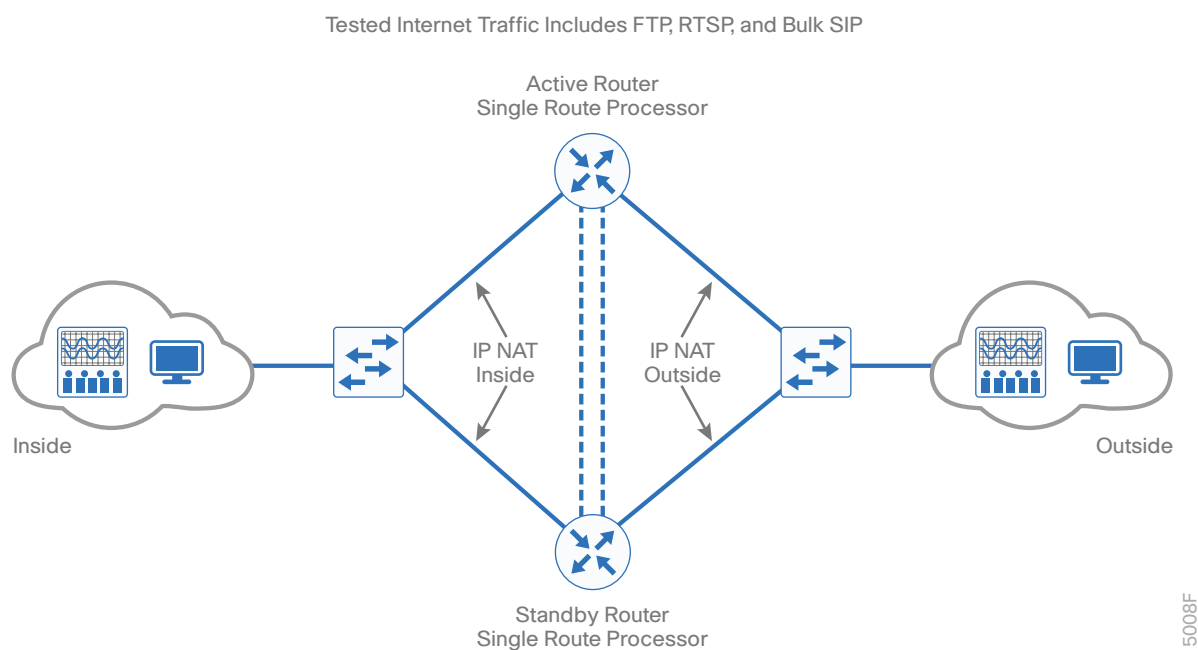 Tested Internet Traffic Includes FTP, RTSP, and Bulk SIP
Active Router
Single Route Processor
IP NAT
Inside
IP NAT
Outside
Inside
Outside
Standby Router
Single Route Processor
5008F